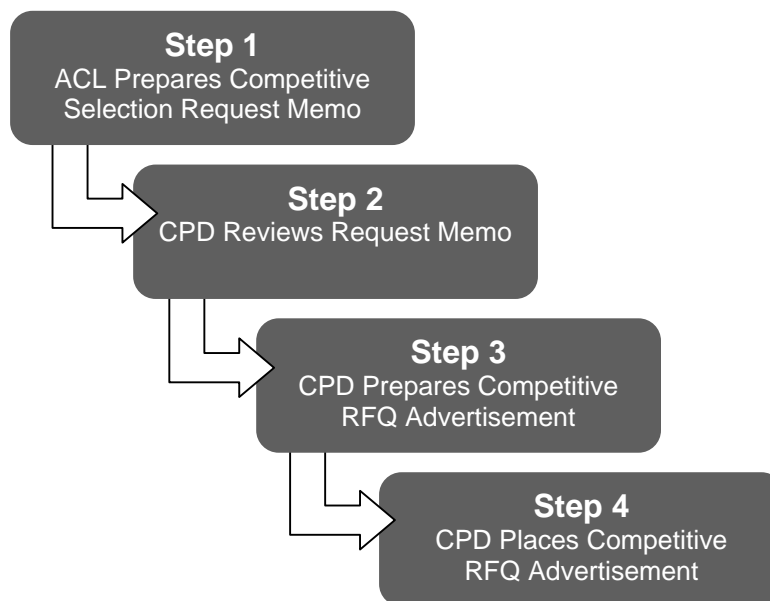 Step 1
ACL Prepares Competitive
Selection Request Memo
Step 2
CPD Reviews Request Memo
Step 3
CPD Prepares Competitive
RFQ Advertisement
Step 4
CPD Places Competitive
RFQ Advertisement